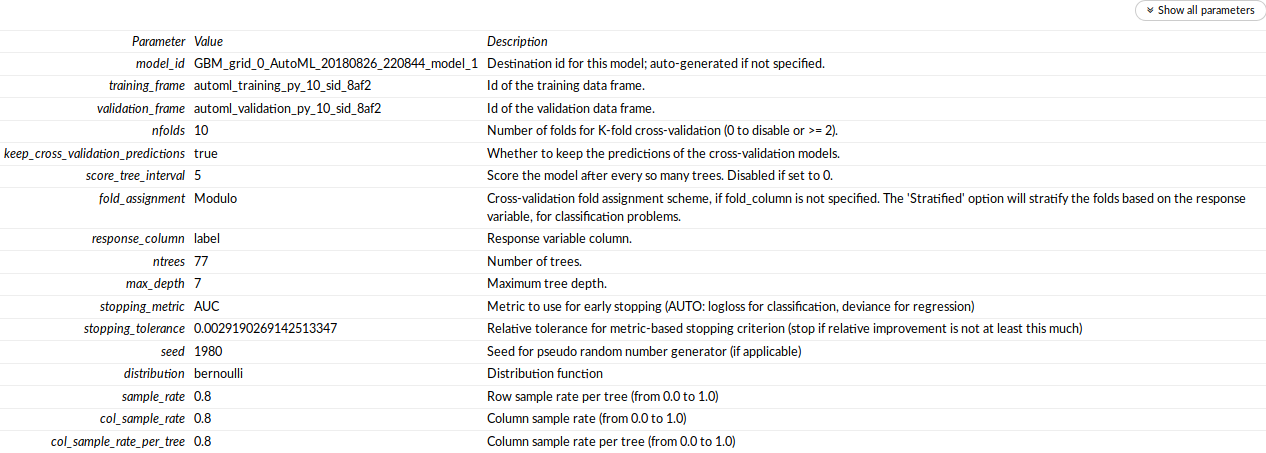 Show all parameters
Parameter Value Description
model_id GBM_grid_0_AutoML_20180826_220844_model_1 Destination id for this model; auto-generated if not specified.
training_frame automl_training_py_10_sid_8af2 Id of the training data frame.
validation_frame automl_validation_py_10_sid_8af2 Id of the validation data frame.
nfolds 10 Number of folds for K-fold cross-validation (0 to disable or >= 2).
keep_cross_validation_predictions true Whether to keep the predictions of the cross-validation models.
score_tree_interval 5 Score the model after every so many trees. Disabled if set to 0.
fold_assignment Modulo Cross-validation fold assignment scheme, if fold_column is not specified. The 'Stratified' option will stratify the folds based on the response
variable, for classification problems.
response_column label Response variable column.
ntrees 77 Number of trees.
max_depth 7 Maximum tree depth.
stopping_metric AUC Metric to use for early stopping (AUTO: logloss for classification, deviance for regression)
stopping_tolerance 0.0029190269142513347 Relative tolerance for metric-based stopping criterion (stop if relative improvement is not at least this much)
seed 1980 Seed for pseudo random number generator (if applicable)
distribution bernoulli Distribution function
sample_rate 0.8 Row sample rate per tree (from 0.0 to 1.0)
col_sample_rate 0.8 Column sample rate (from 0.0 to 1.0)
col_sample_rate_per_tree 0.8 Column sample rate per tree (from 0.0 to 1.0)